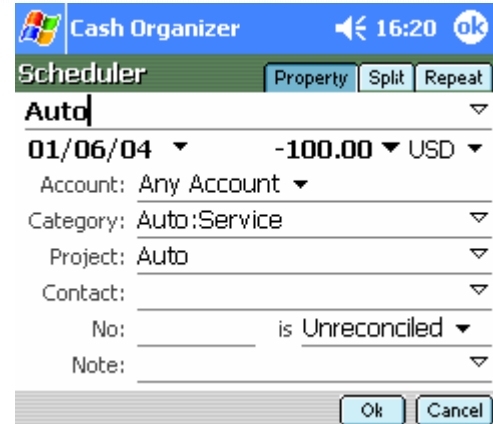 Cash Organizer 16:20 ok
Scheduler Property Split Repeat
Auto
01/06/04 -100.00 USD
Account: Any Account
Category: Auto:Service
Project: Auto
Contact:
No: is Unreconciled
Note:
Ok Cancel